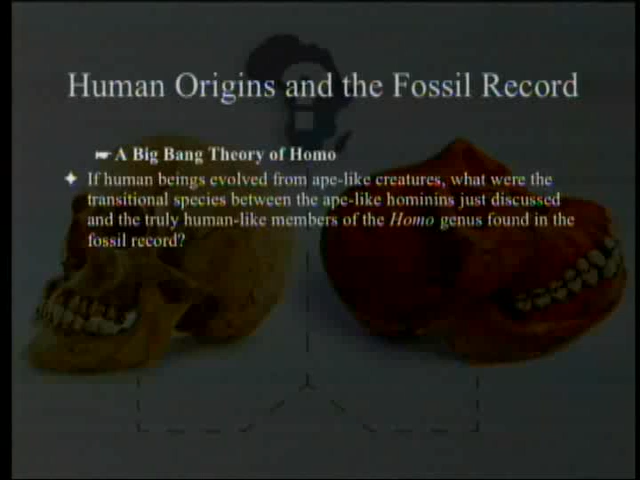 Human Origins and the Fossil Record
☛ A Big Bang Theory of Homo
✦ If human beings evolved from ape-like creatures, what were the
transitional species between the ape-like hominins just discussed
and the truly human-like members of the Homo genus found in the
fossil record?